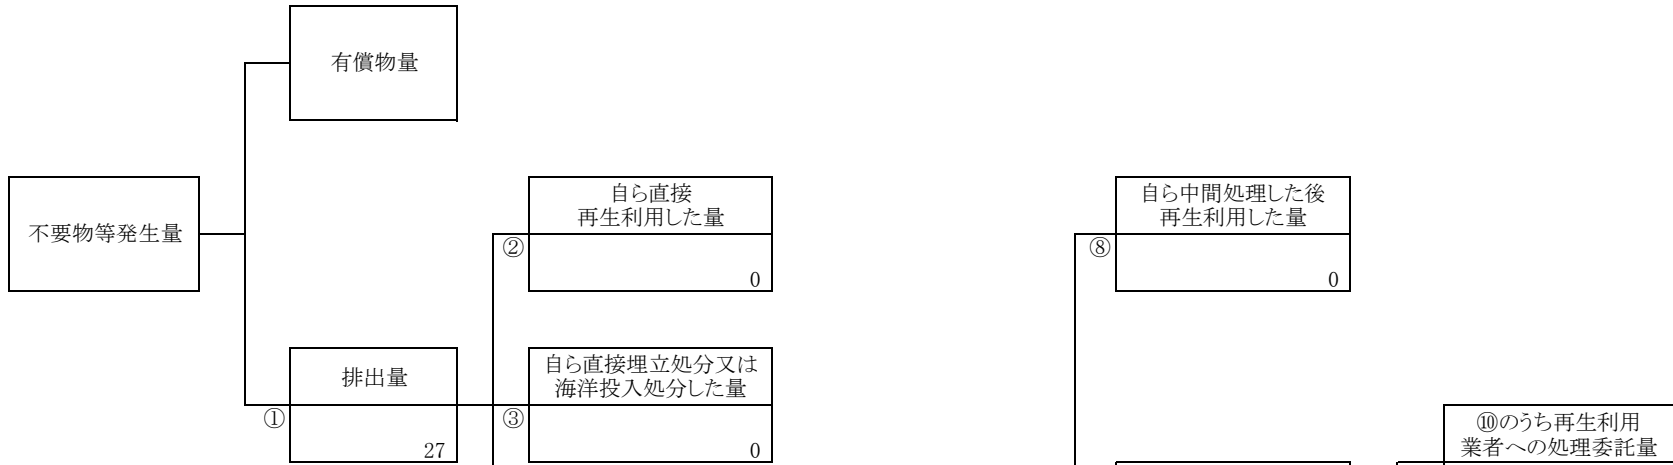 有償物量
不要物等発生量
自ら直接
再生利用した量
②
0
自ら中間処理した後
再生利用した量
⑧
0
排出量
①
27
自ら直接埋立処分又は
海洋投入処分した量
③
0
⑩のうち再生利用
業者への処理委託量